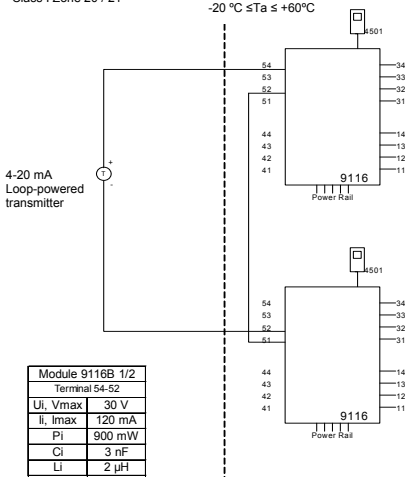 Class I Zone 20 / 21
-20 ºC ≤Ta ≤ +60ºC
4501
54
53
52
51
44
43
42
41
34
33
32
31
14
13
12
11
9116
Power Rail
4-20 mA
Loop-powered
transmitter
+
T
-
4501
54
53
52
51
44
43
42
41
34
33
32
31
14
13
12
11
9116
Power Rail
Module 9116B 1/2
Terminal 54-52
Ui, Vmax 30 V
Ii, Imax 120 mA
Pi 900 mW
Ci 3 nF
Li 2 µH